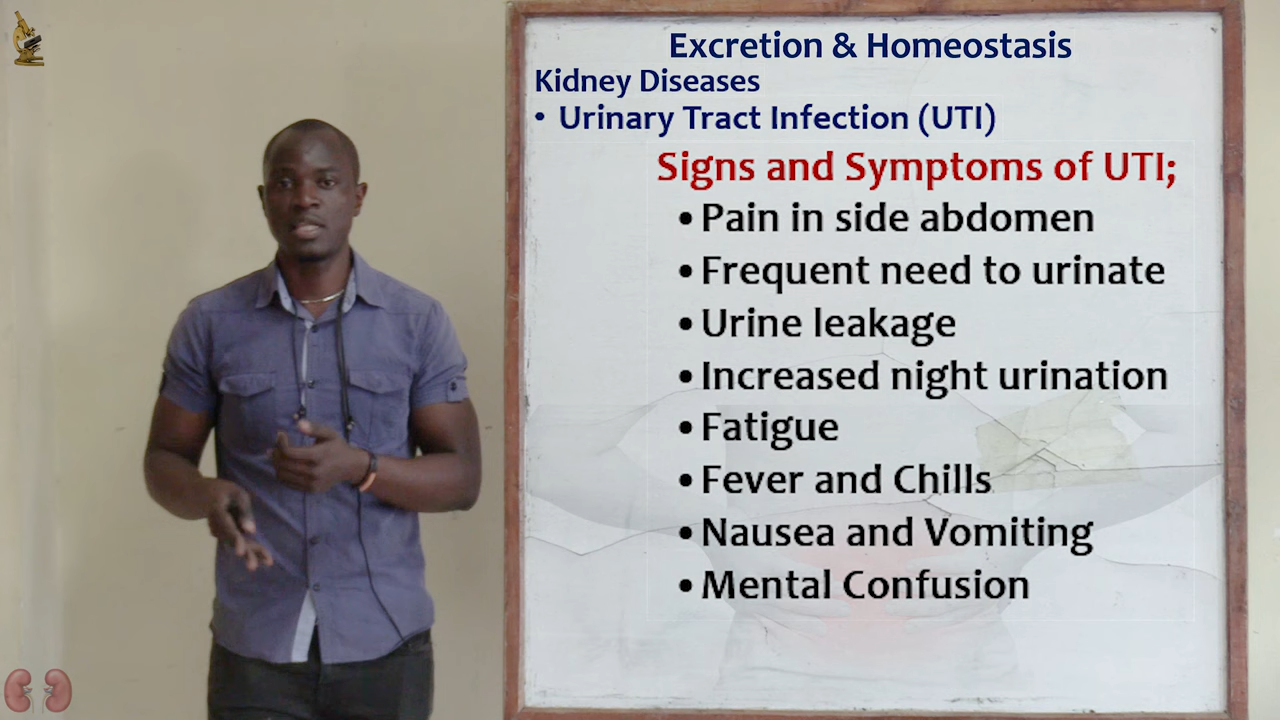 Excretion & Homeostasis
Kidney Diseases
• Urinary Tract Infection (UTI)
Signs and Symptoms of UTI;
• Pain in side abdomen
• Frequent need to urinate
• Urine leakage
• Increased night urination
• Fatigue
• Fever and Chills
• Nausea and Vomiting
• Mental Confusion